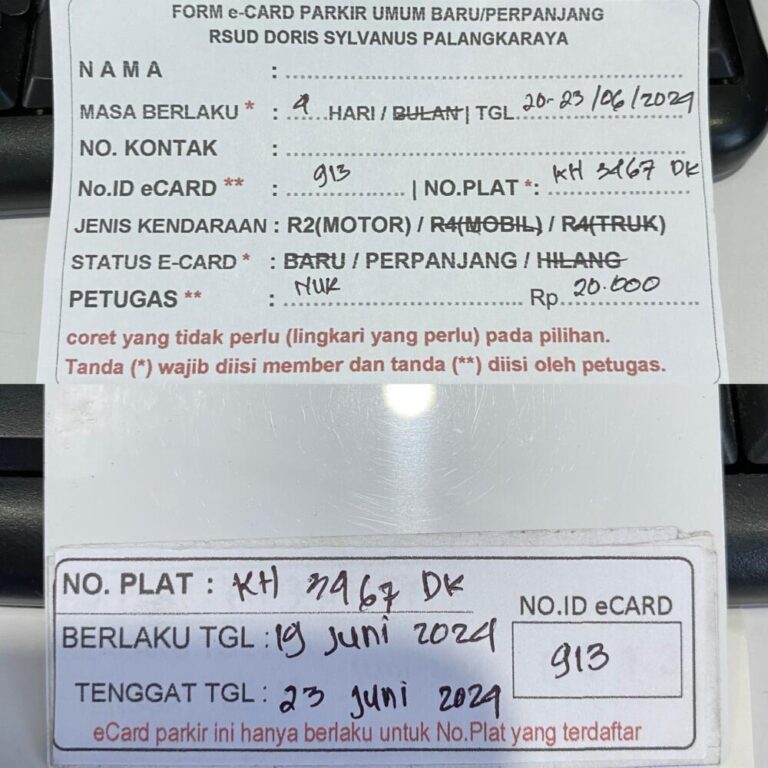 FORM e-CARD PARKIR UMUM BARU/PERPANJANG
RSUD DORIS SYLVANUS PALANGKARAYA
NAMA :
MASA BERLAKU * : 4 HARI / BULAN | TGL 20-23/06/2024
NO. KONTAK :
No.ID eCARD ** : 913 | NO.PLAT *: KH 3467 DK
JENIS KENDARAAN : R2(MOTOR) / R4(MOBIL) / R4(TRUK)
STATUS E-CARD * : BARU / PERPANJANG / HILANG
PETUGAS ** : NUK Rp. 20.000
coret yang tidak perlu (lingkari yang perlu) pada pilihan.
Tanda (*) wajib diisi member dan tanda (**) diisi oleh petugas.
NO. PLAT : KH 3467 DK
NO.ID eCARD
BERLAKU TGL : 19 Juni 2024
913
TENGGAT TGL : 23 Juni 2024
eCard parkir ini hanya berlaku untuk No.Plat yang terdaftar